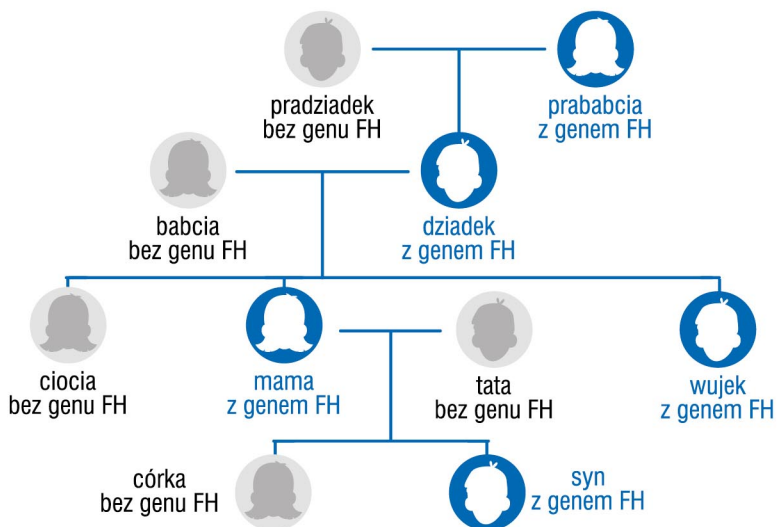 pradziadek
bez genu FH
prababcia
z genem FH
babcia
bez genu FH
dziadek
z genem FH
ciocia
bez genu FH
mama
z genem FH
tata
bez genu FH
wujek
z genem FH
córka
bez genu FH
syn
z genem FH